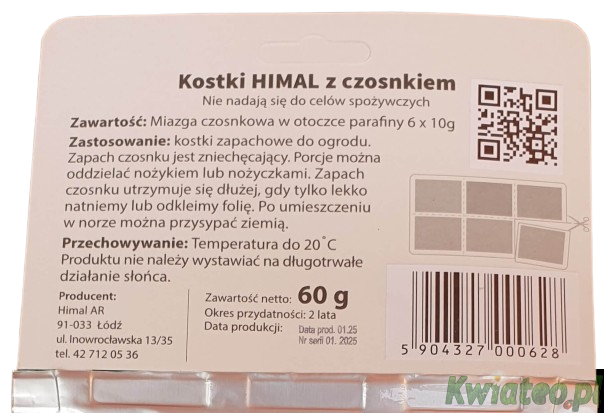 Kostki HIMAL z czosnkiem
Nie nadają się do celów spożywczych
Zawartość: Miazga czosnkowa w otoczce parafiny 6 x 10g
Zastosowanie: kostki zapachowe do ogrodu.
Zapach czosnku jest zniechęcający. Porcje można
oddzielać nożykiem lub nożyczkami. Zapach
czosnku utrzymuje się dłużej, gdy tylko lekko
natniemy lub odkleimy folię. Po umieszczeniu
w norze można przysypać ziemią.
Przechowywanie: Temperatura do 20°C
Produktu nie należy wystawiać na długotrwałe
działanie słońca.
Producent:
Himal AR
91-033 Łódź
ul. Inowrocławska 13/35
tel. 42 712 05 36
Zawartość netto: 60 g
Okres przydatności: 2 lata
Data produkcji: Data prod. 01.25
Nr serii 01. 2025
5 904327 000628
Kwiateo.pl